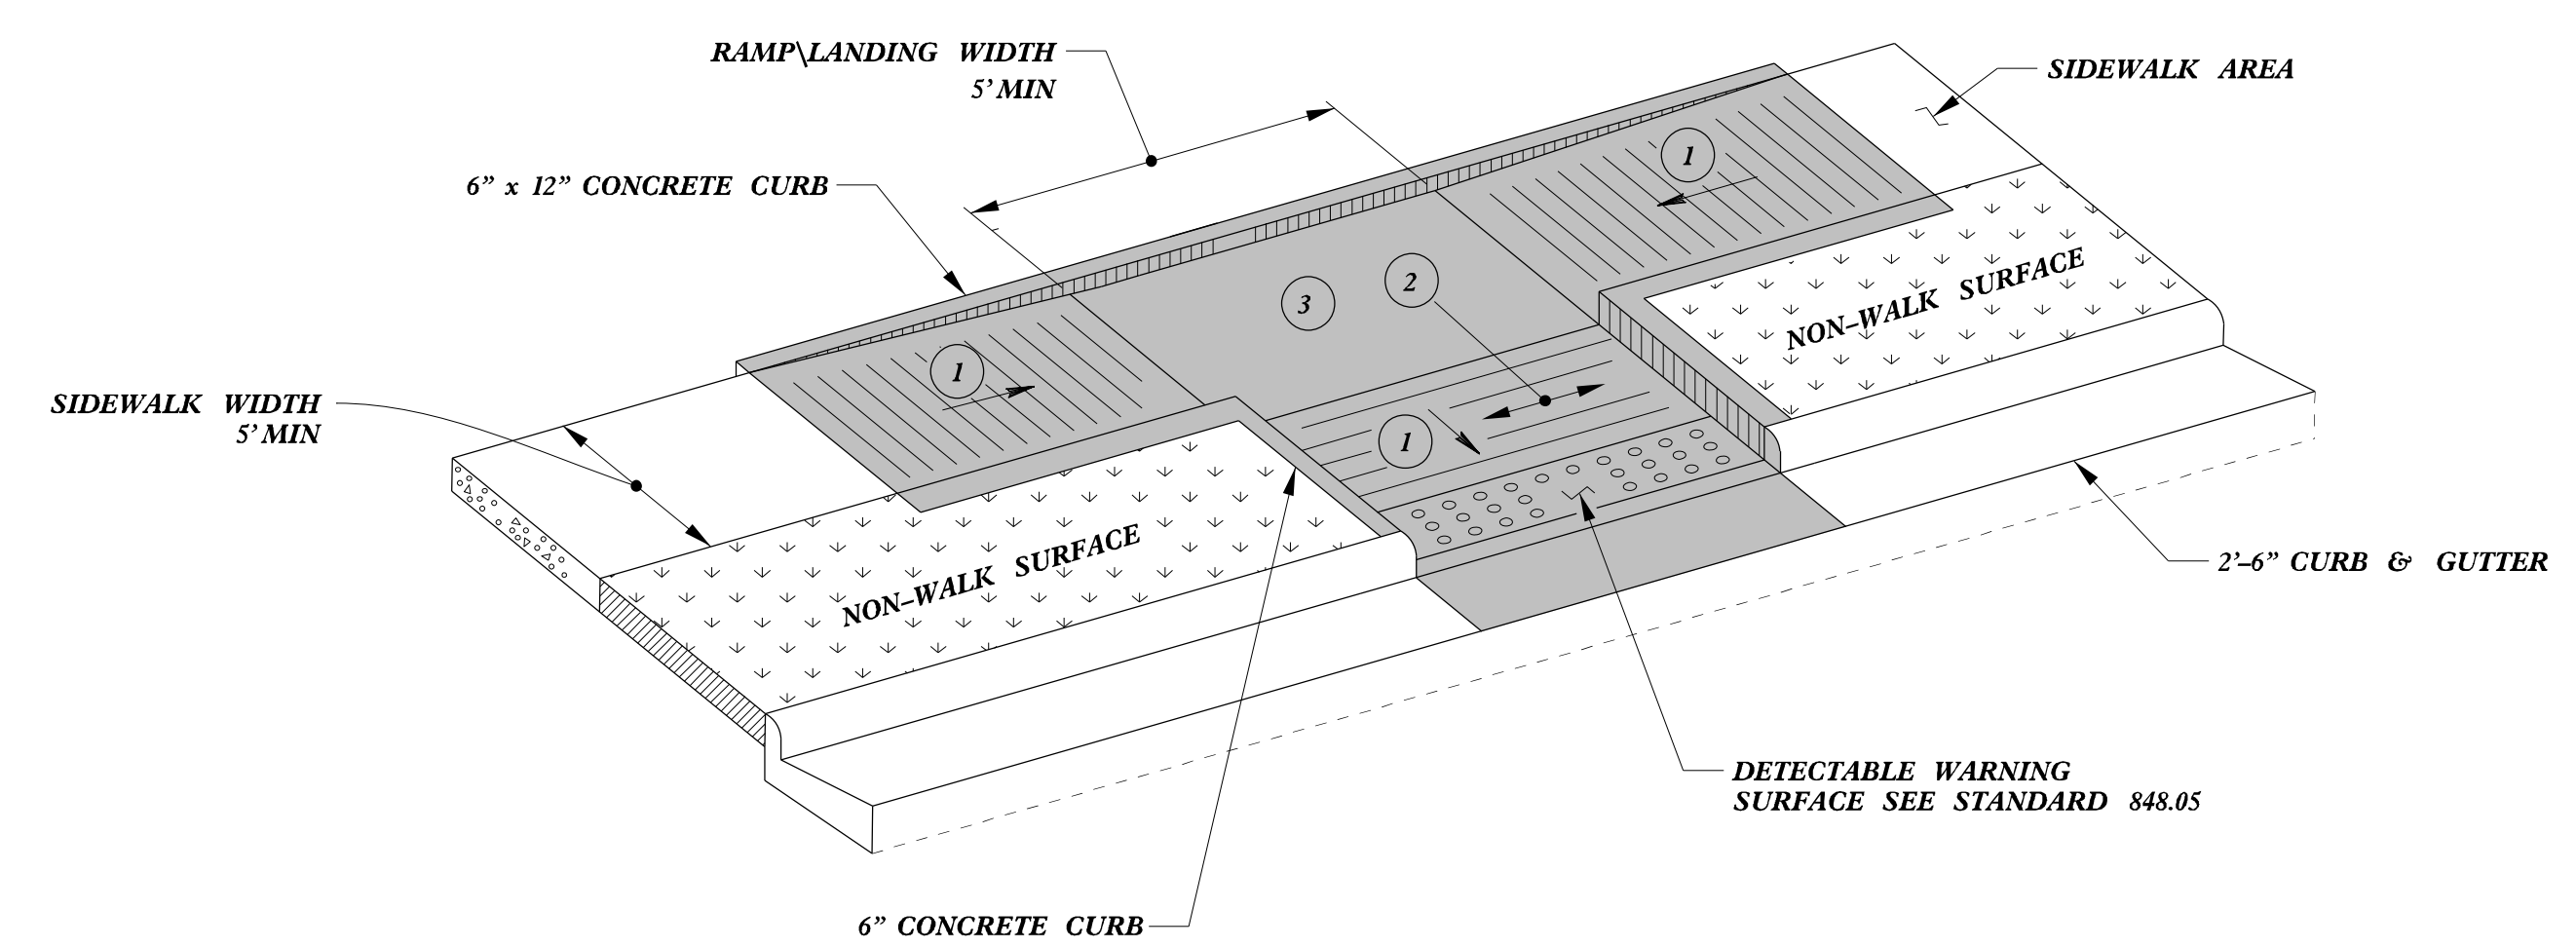 RAMP\LANDING WIDTH
5' MIN
SIDEWALK AREA
6" x 12" CONCRETE CURB
1
2
3
NON-WALK SURFACE
1
SIDEWALK WIDTH
5' MIN
1
NON-WALK SURFACE
2'-6" CURB & GUTTER
DETECTABLE WARNING
SURFACE SEE STANDARD 848.05
6" CONCRETE CURB